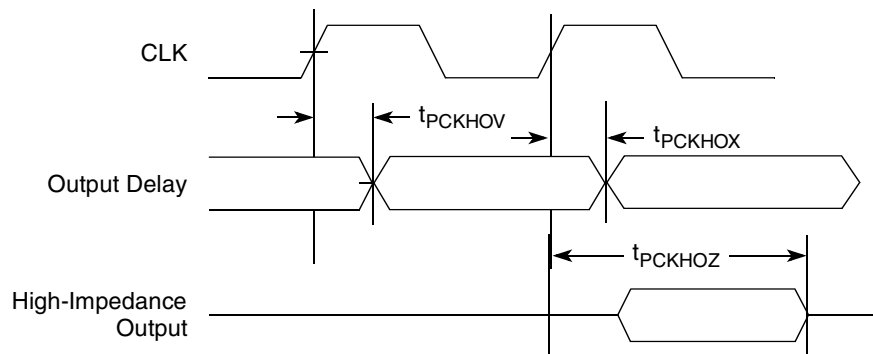 CLK
tPCKHOV
tPCKHOX
Output Delay
tPCKHOZ
High-Impedance
Output